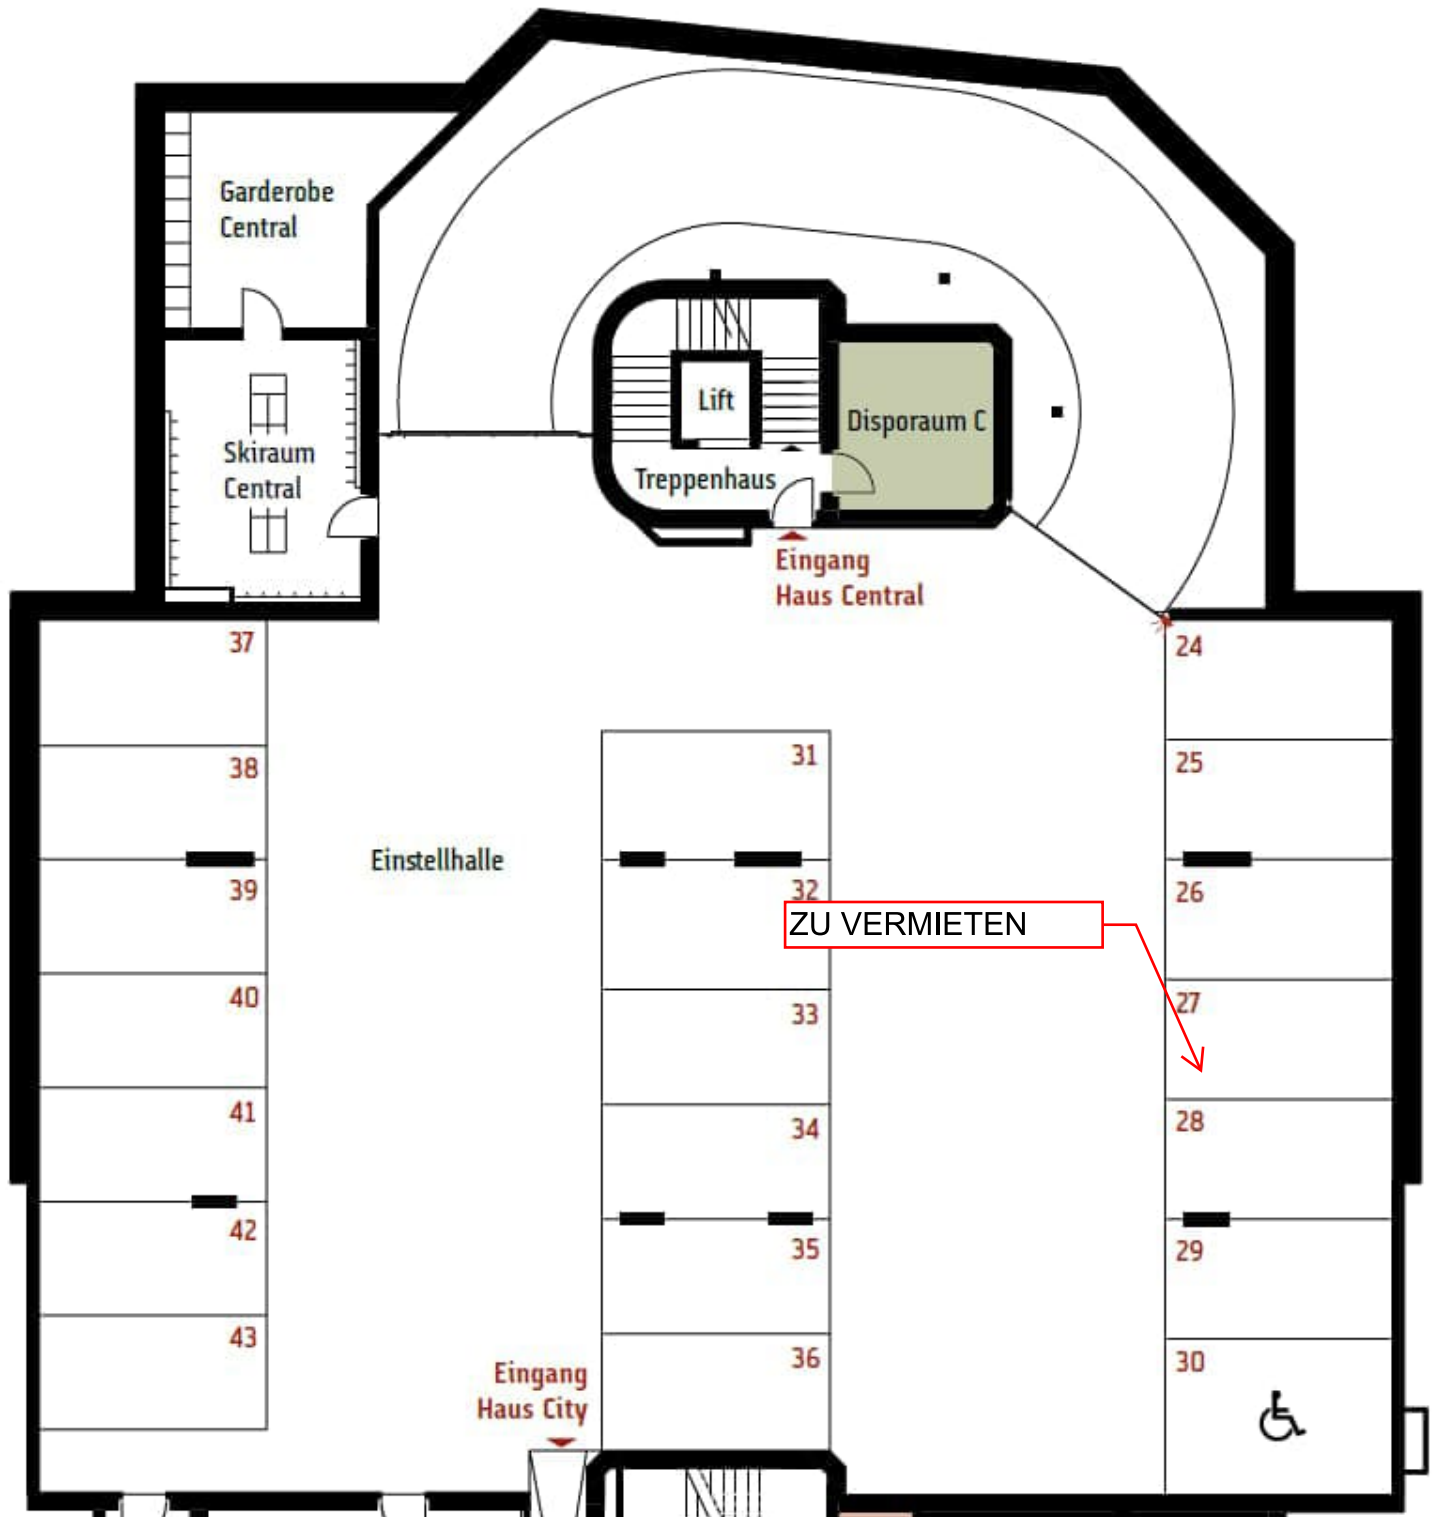 Garderobe
Central
Lift
Disporaum C
Skiraum
Central
Treppenhaus
Eingang
Haus Central
37
24
38
31
25
Einstellhalle
39
32
26
ZU VERMIETEN
40
33
27
41
34
28
42
35
29
43
36
30
Eingang
Haus City